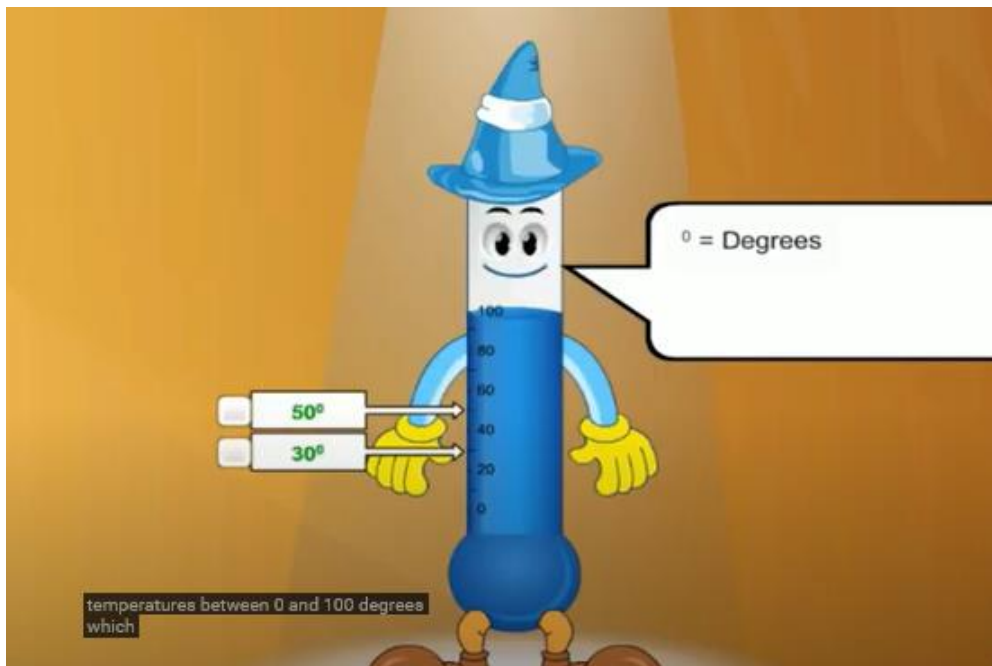 ⁰ = Degrees
100
80
60
50⁰
40
30⁰
20
0
temperatures between 0 and 100 degrees
which